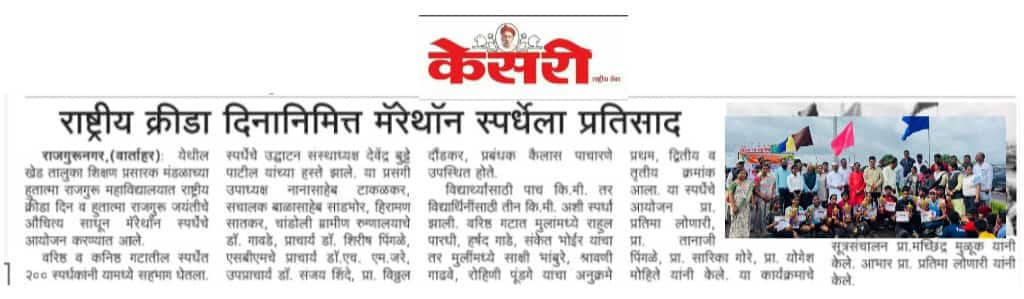 केसरी
राष्ट्रीय क्रीडा दिनानिमित्त मॅरेथॉन स्पर्धेला प्रतिसाद
राजगुरूनगर,(वार्ताहर): येथील
खेड तालुका शिक्षण प्रसारक मंडळाच्या
हुतात्मा राजगुरू महाविद्यालयात राष्ट्रीय
क्रीडा दिन व हुतात्मा राजगुरू जयंतीचे
औचित्य साधून मॅरेथॉन स्पर्धेचे
आयोजन करण्यात आले.
वरिष्ठ व कनिष्ठ गटातील स्पर्धेत
२०० स्पर्धकांनी यामध्ये सहभाग घेतला.
स्पर्धेचे उद्घाटन संस्थाध्यक्ष देवेंद्र बुट्टे
पाटील यांच्या हस्ते झाले. या प्रसंगी
उपाध्यक्ष नानासाहेब टाकळकर,
संचालक बाळासाहेब सांडभोर, हिरामण
सातकर, चांडोली ग्रामीण रुग्णालयाचे
डॉ. गावडे, प्राचार्य डॉ. शिरीष पिंगळे,
एसबीएमचे प्राचार्य डॉ.एच. एम.जरे,
उपप्राचार्य डॉ. संजय शिंदे, प्रा. विठ्ठल
दौंडकर, प्रबंधक कैलास पाचारणे
उपस्थित होते.
विद्यार्थ्यांसाठी पाच कि.मी. तर
विद्यार्थिनींसाठी तीन कि.मी. अशी स्पर्धा
झाली. वरिष्ठ गटात मुलांमध्ये राहुल
पारधी, हर्षद गाडे, संकेत भोईर यांचा
तर मुलींमध्ये साक्षी भांबुरे, श्रावणी
गाढवे, रोहिणी पूंडगे यांचा अनुक्रमे
प्रथम, द्वितीय व
तृतीय क्रमांक
आला. या स्पर्धेचे
आयोजन प्रा.
प्रतिमा लोणारी,
प्रा. तानाजी
पिंगळे, प्रा. सारिका गोरे, प्रा. योगेश
मोहिते यांनी केले. या कार्यक्रमाचे
सूत्रसंचालन प्रा.मच्छिंद्र मुळूक यांनी
केले. आभार प्रा. प्रतिमा लोणारी यांनी
केले.